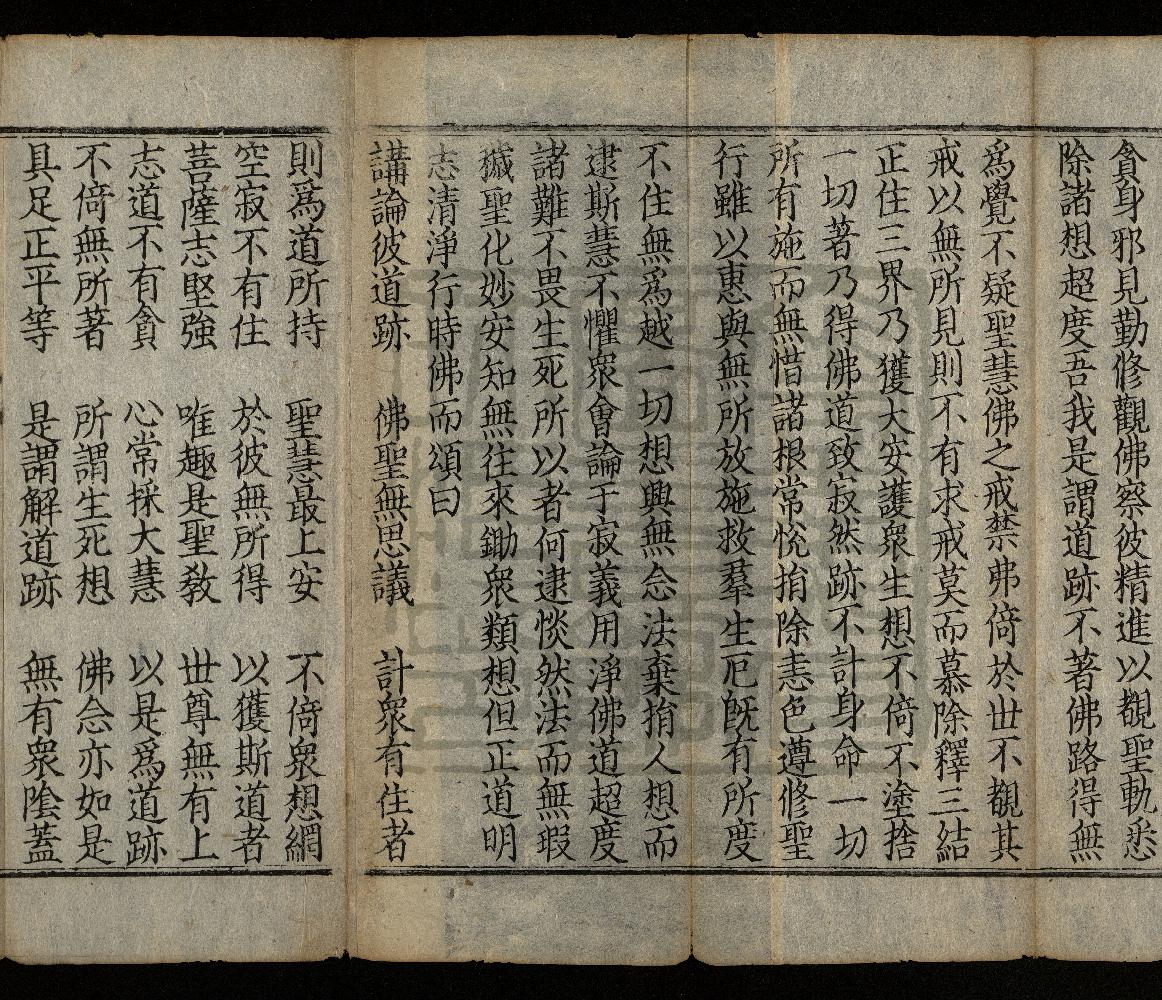 貪身邪見勤修觀佛察彼精進以覩聖軌悉
除諸想超度吾我是謂道跡不著佛路得無
爲覺不疑聖慧佛之戒禁弗倚於世不覩其
戒以無所見則不有求戒莫而慕除釋三結
正住三界乃獲大安護衆生想不倚不塗捨
一切著乃得佛道致寂然跡不計身命一切
所有施而無惜諸根常悅捐除恚色遵修聖
行雖以惠與無所放施救羣生厄旣有所度
不住無爲越一切想興無念法棄捐人想而
逮斯慧不懼衆會論于寂義用淨佛道超度
諸難不畏生死所以者何逮惔然法而無瑕
穢聖化妙安知無往來鋤衆類想但正道明
志清淨行時佛而頌曰
講論彼道跡　佛聖無思議　計衆有住者
則爲道所持　聖慧最上安　不倚衆想網
空寂不有住　於彼無所得　以獲斯道者
菩薩志堅強　唯趣是聖敎　世尊無有上
志道不有貪　心常採大慧　以是爲道跡
不倚無所著　所謂生死想　佛念亦如是
具足正平等　是謂解道跡　無有衆陰蓋